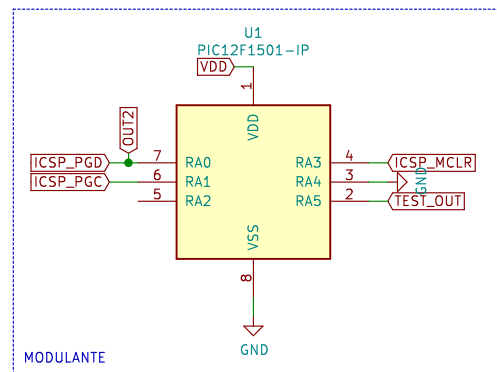 U1
PIC12F1501-IP
VDD
1
VDD
OUT2
ICSP_PGD 7 RA0 RA3 4 ICSP_MCLR
ICSP_PGC 6 RA1 RA4 3 GND
5 RA2 RA5 2 TEST_OUT
VSS
8
GND
MODULANTE